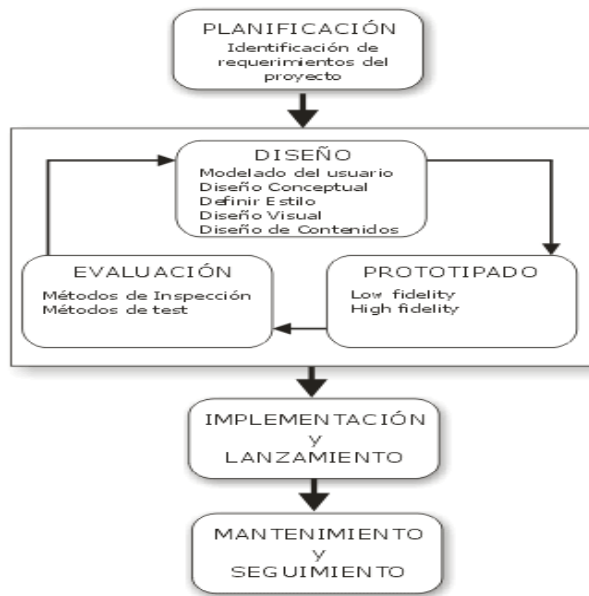 PLANIFICACIÓN
Identificación de
requerimientos del
proyecto
DISEÑO
Modelado del usuario
Diseño Conceptual
Definir Estilo
Diseño Visual
Diseño de Contenidos
EVALUACIÓN
Métodos de Inspección
Métodos de test
PROTOTIPADO
Low fidelity
High fidelity
IMPLEMENTACIÓN
y
LANZAMIENTO
MANTENIMIENTO
y
SEGUIMIENTO